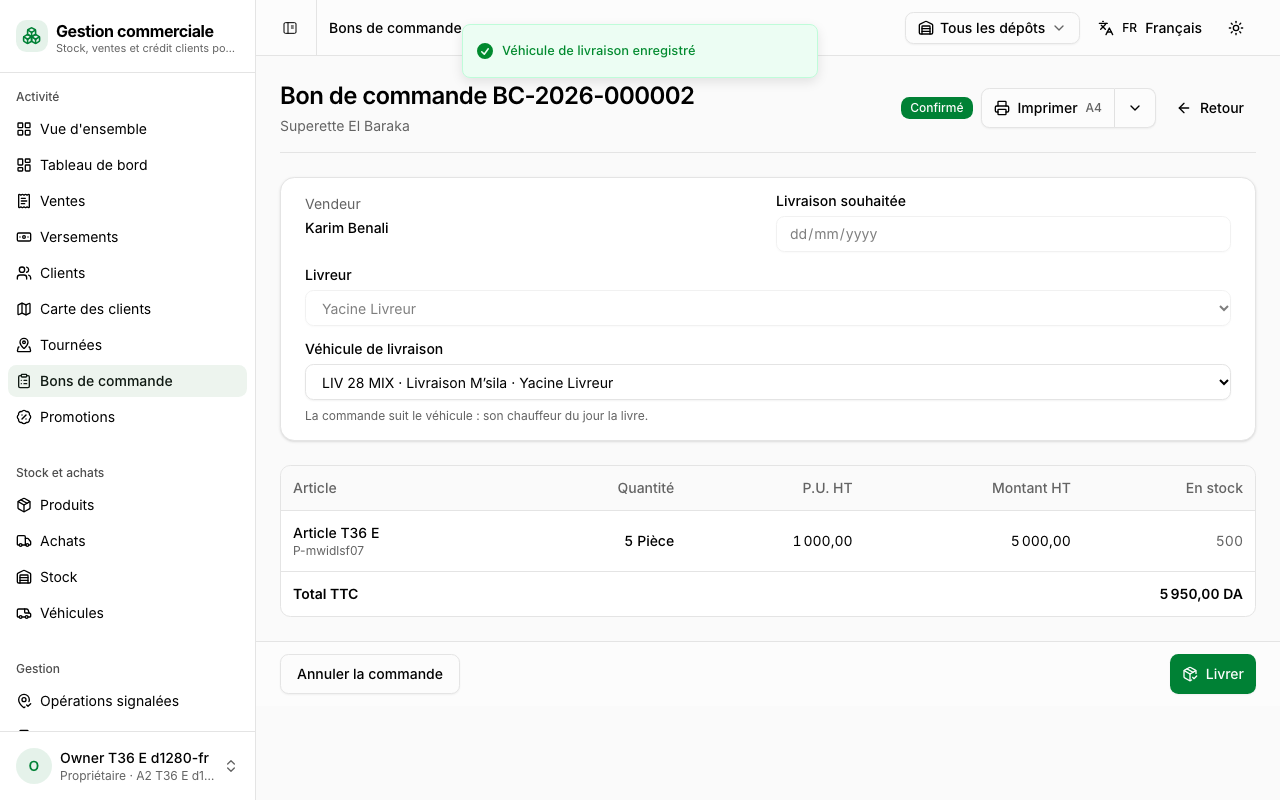 Gestion commerciale
Stock, ventes et crédit clients po...
Activité
Vue d'ensemble
Tableau de bord
Ventes
Versements
Clients
Carte des clients
Tournées
Bons de commande
Promotions
Stock et achats
Produits
Achats
Stock
Véhicules
Gestion
Opérations signalées
O
Owner T36 E d1280-fr
Propriétaire · A2 T36 E d1...
Bons de commande
Véhicule de livraison enregistré
Tous les dépôts
FR Français
Bon de commande BC-2026-000002
Superette El Baraka
Confirmé
Imprimer A4
Retour
Vendeur
Karim Benali
Livraison souhaitée
dd/mm/yyyy
Livreur
Yacine Livreur
Véhicule de livraison
LIV 28 MIX · Livraison M’sila · Yacine Livreur
La commande suit le véhicule : son chauffeur du jour la livre.
Article Quantité P.U. HT Montant HT En stock
Article T36 E 5 Pièce 1 000,00 5 000,00 500
P-mwidlsf07
Total TTC 5 950,00 DA
Annuler la commande
Livrer